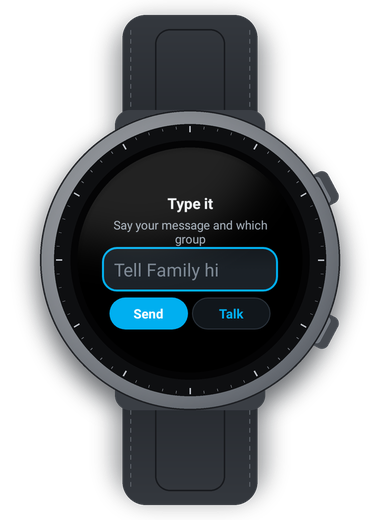 Type it
Say your message and which
group
Tell Family hi
Send
Talk